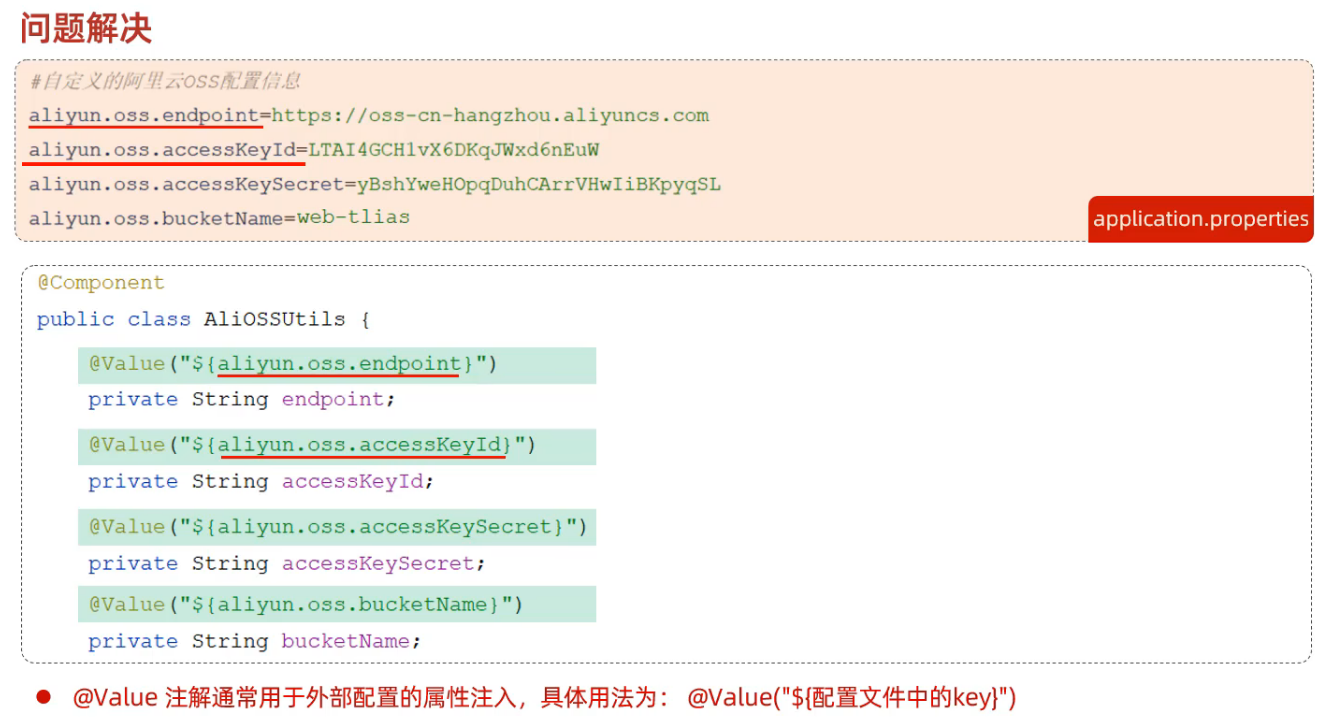 问题解决
#自定义的阿里云OSS配置信息
aliyun.oss.endpoint=https://oss-cn-hangzhou.aliyuncs.com
aliyun.oss.accessKeyId=LTAI4GCH1vX6DKqJWxd6nEuW
aliyun.oss.accessKeySecret=yBshYweHOpqDuhCArrVHwIiBKpyqSL
aliyun.oss.bucketName=web-tlias
application.properties
@Component
public class AliOSSUtils {
@Value("${aliyun.oss.endpoint}")
private String endpoint;
@Value("${aliyun.oss.accessKeyId}")
private String accessKeyId;
@Value("${aliyun.oss.accessKeySecret}")
private String accessKeySecret;
@Value("${aliyun.oss.bucketName}")
private String bucketName;
● @Value 注解通常用于外部配置的属性注入，具体用法为： @Value("${配置文件中的key}")